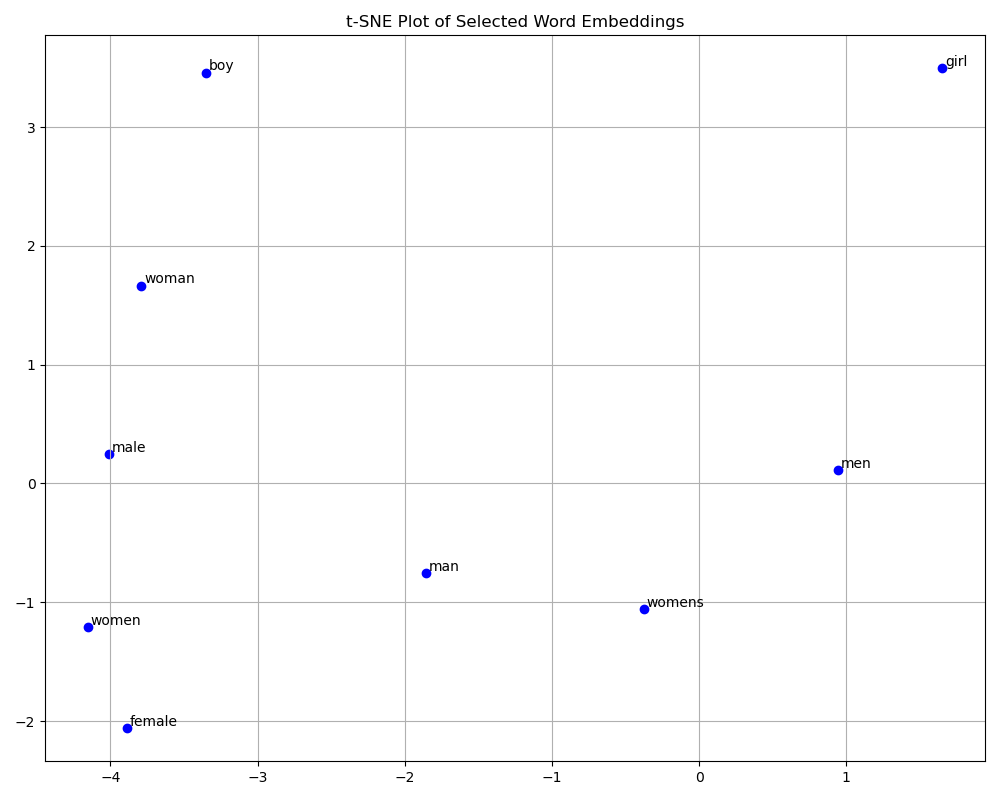 t-SNE Plot of Selected Word Embeddings
boy
girl
3
2
woman
1
male
men
0
man
−1
womens
women
−2
female
−4
−3
−2
−1
0
1